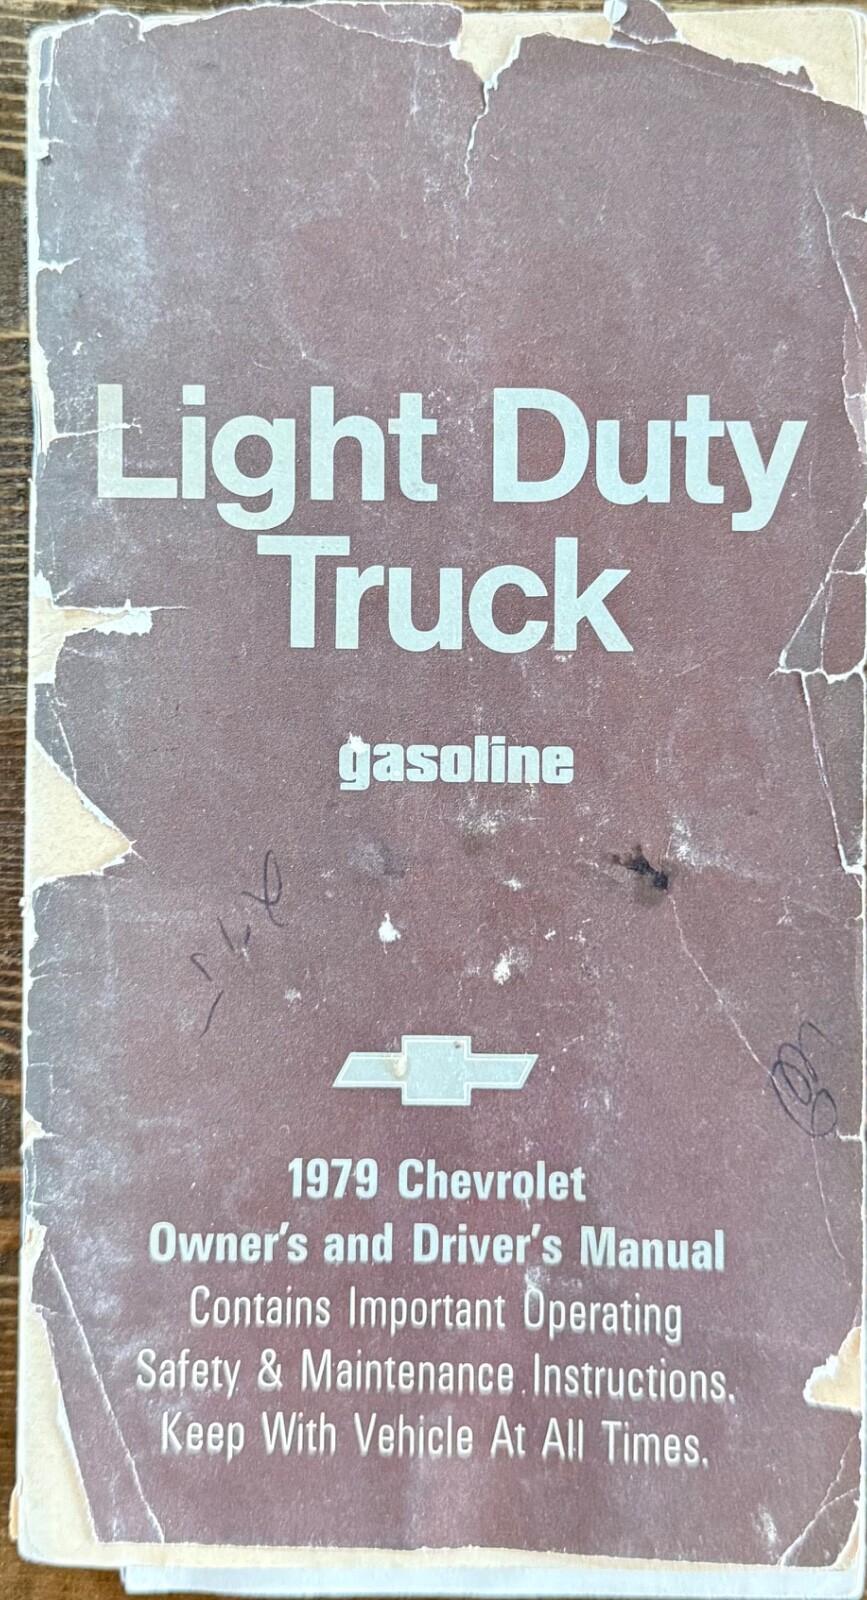 Light Duty
Truck
gasoline
1979 Chevrolet
Owner's and Driver's Manual
Contains Important Operating
Safety & Maintenance Instructions.
Keep With Vehicle At All Times.